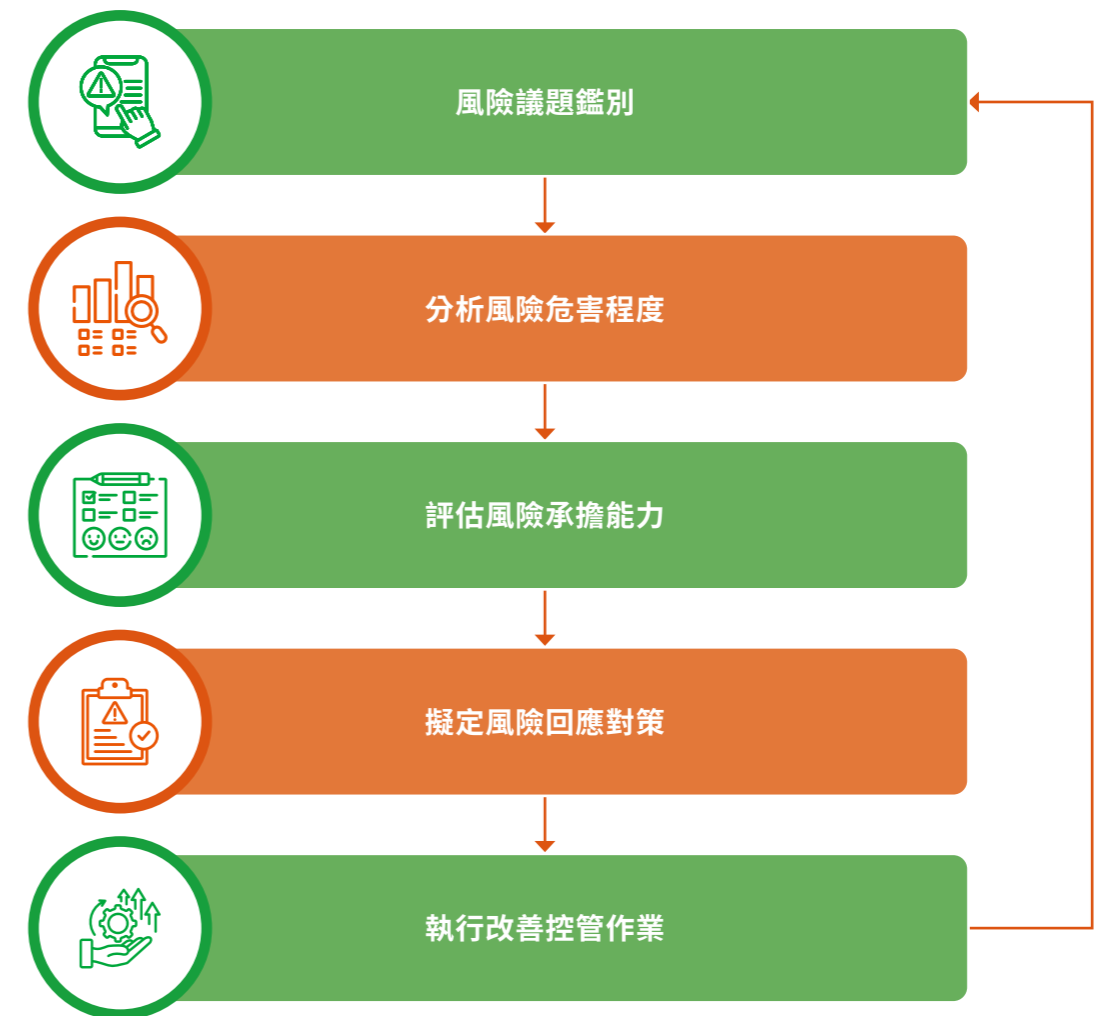 風險議題鑑別
分析風險危害程度
評估風險承擔能力
擬定風險回應對策
執行改善控管作業